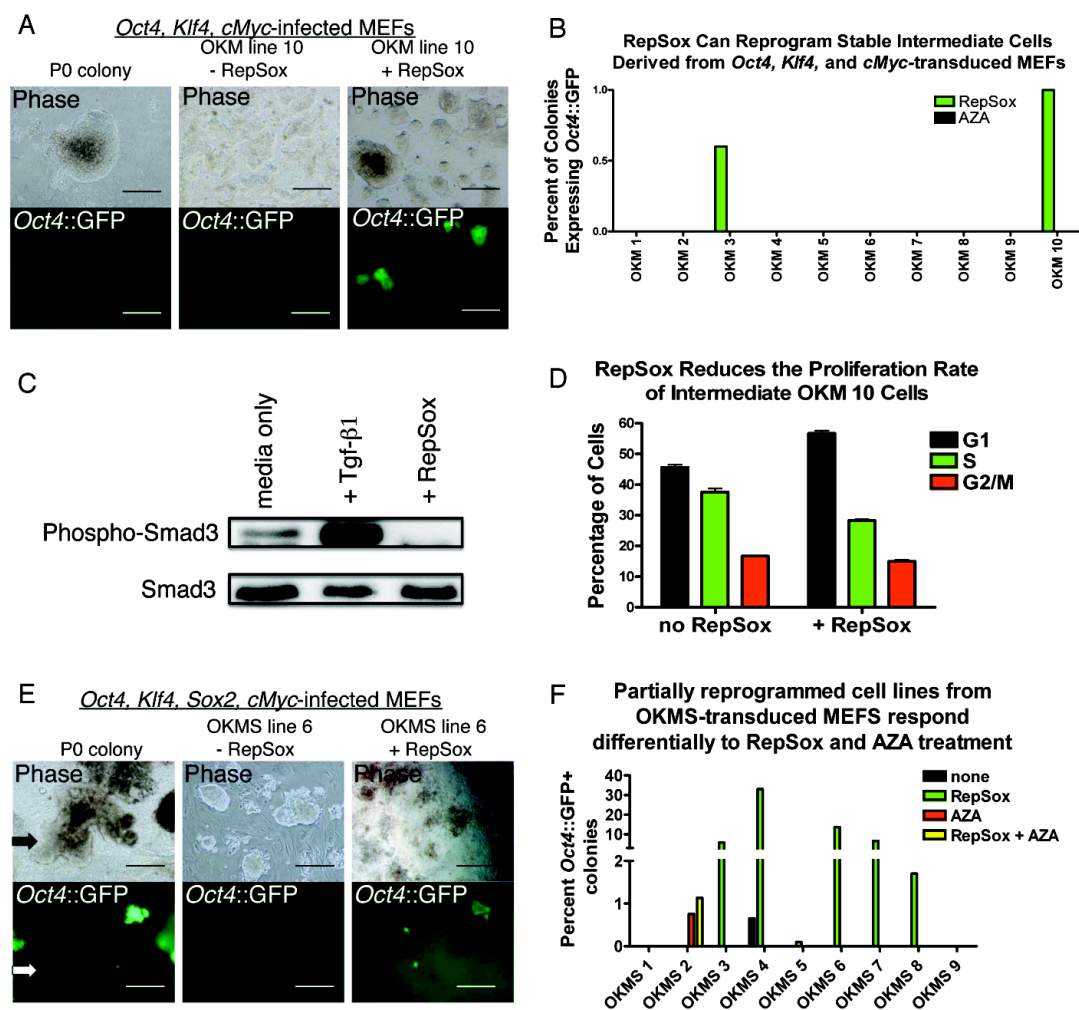 A
Oct4, Klf4, cMyc-infected MEFs
P0 colony
OKM line 10
- RepSox
OKM line 10
+ RepSox
Phase
Phase
Phase
Oct4::GFP
Oct4::GFP
Oct4::GFP
B
RepSox Can Reprogram Stable Intermediate Cells
Derived from Oct4, Klf4, and cMyc-transduced MEFs
Percent of Colonies
Expressing Oct4::GFP
1.0
0.5
0.0
RepSox
AZA
OKM 1
OKM 2
OKM 3
OKM 4
OKM 5
OKM 6
OKM 7
OKM 8
OKM 9
OKM 10
C
media only
+ Tgf-β1
+ RepSox
Phospho-Smad3
Smad3
D
RepSox Reduces the Proliferation Rate
of Intermediate OKM 10 Cells
Percentage of Cells
60
50
40
30
20
10
0
G1
S
G2/M
no RepSox
+ RepSox
E
Oct4, Klf4, Sox2, cMyc-infected MEFs
P0 colony
OKMS line 6
- RepSox
OKMS line 6
+ RepSox
Phase
Phase
Phase
Oct4::GFP
Oct4::GFP
Oct4::GFP
F
Partially reprogrammed cell lines from
OKMS-transduced MEFS respond
differentially to RepSox and AZA treatment
Percent Oct4::GFP+
colonies
40
30
20
10
2
1
0
none
RepSox
AZA
RepSox + AZA
OKMS 1
OKMS 2
OKMS 3
OKMS 4
OKMS 5
OKMS 6
OKMS 7
OKMS 8
OKMS 9